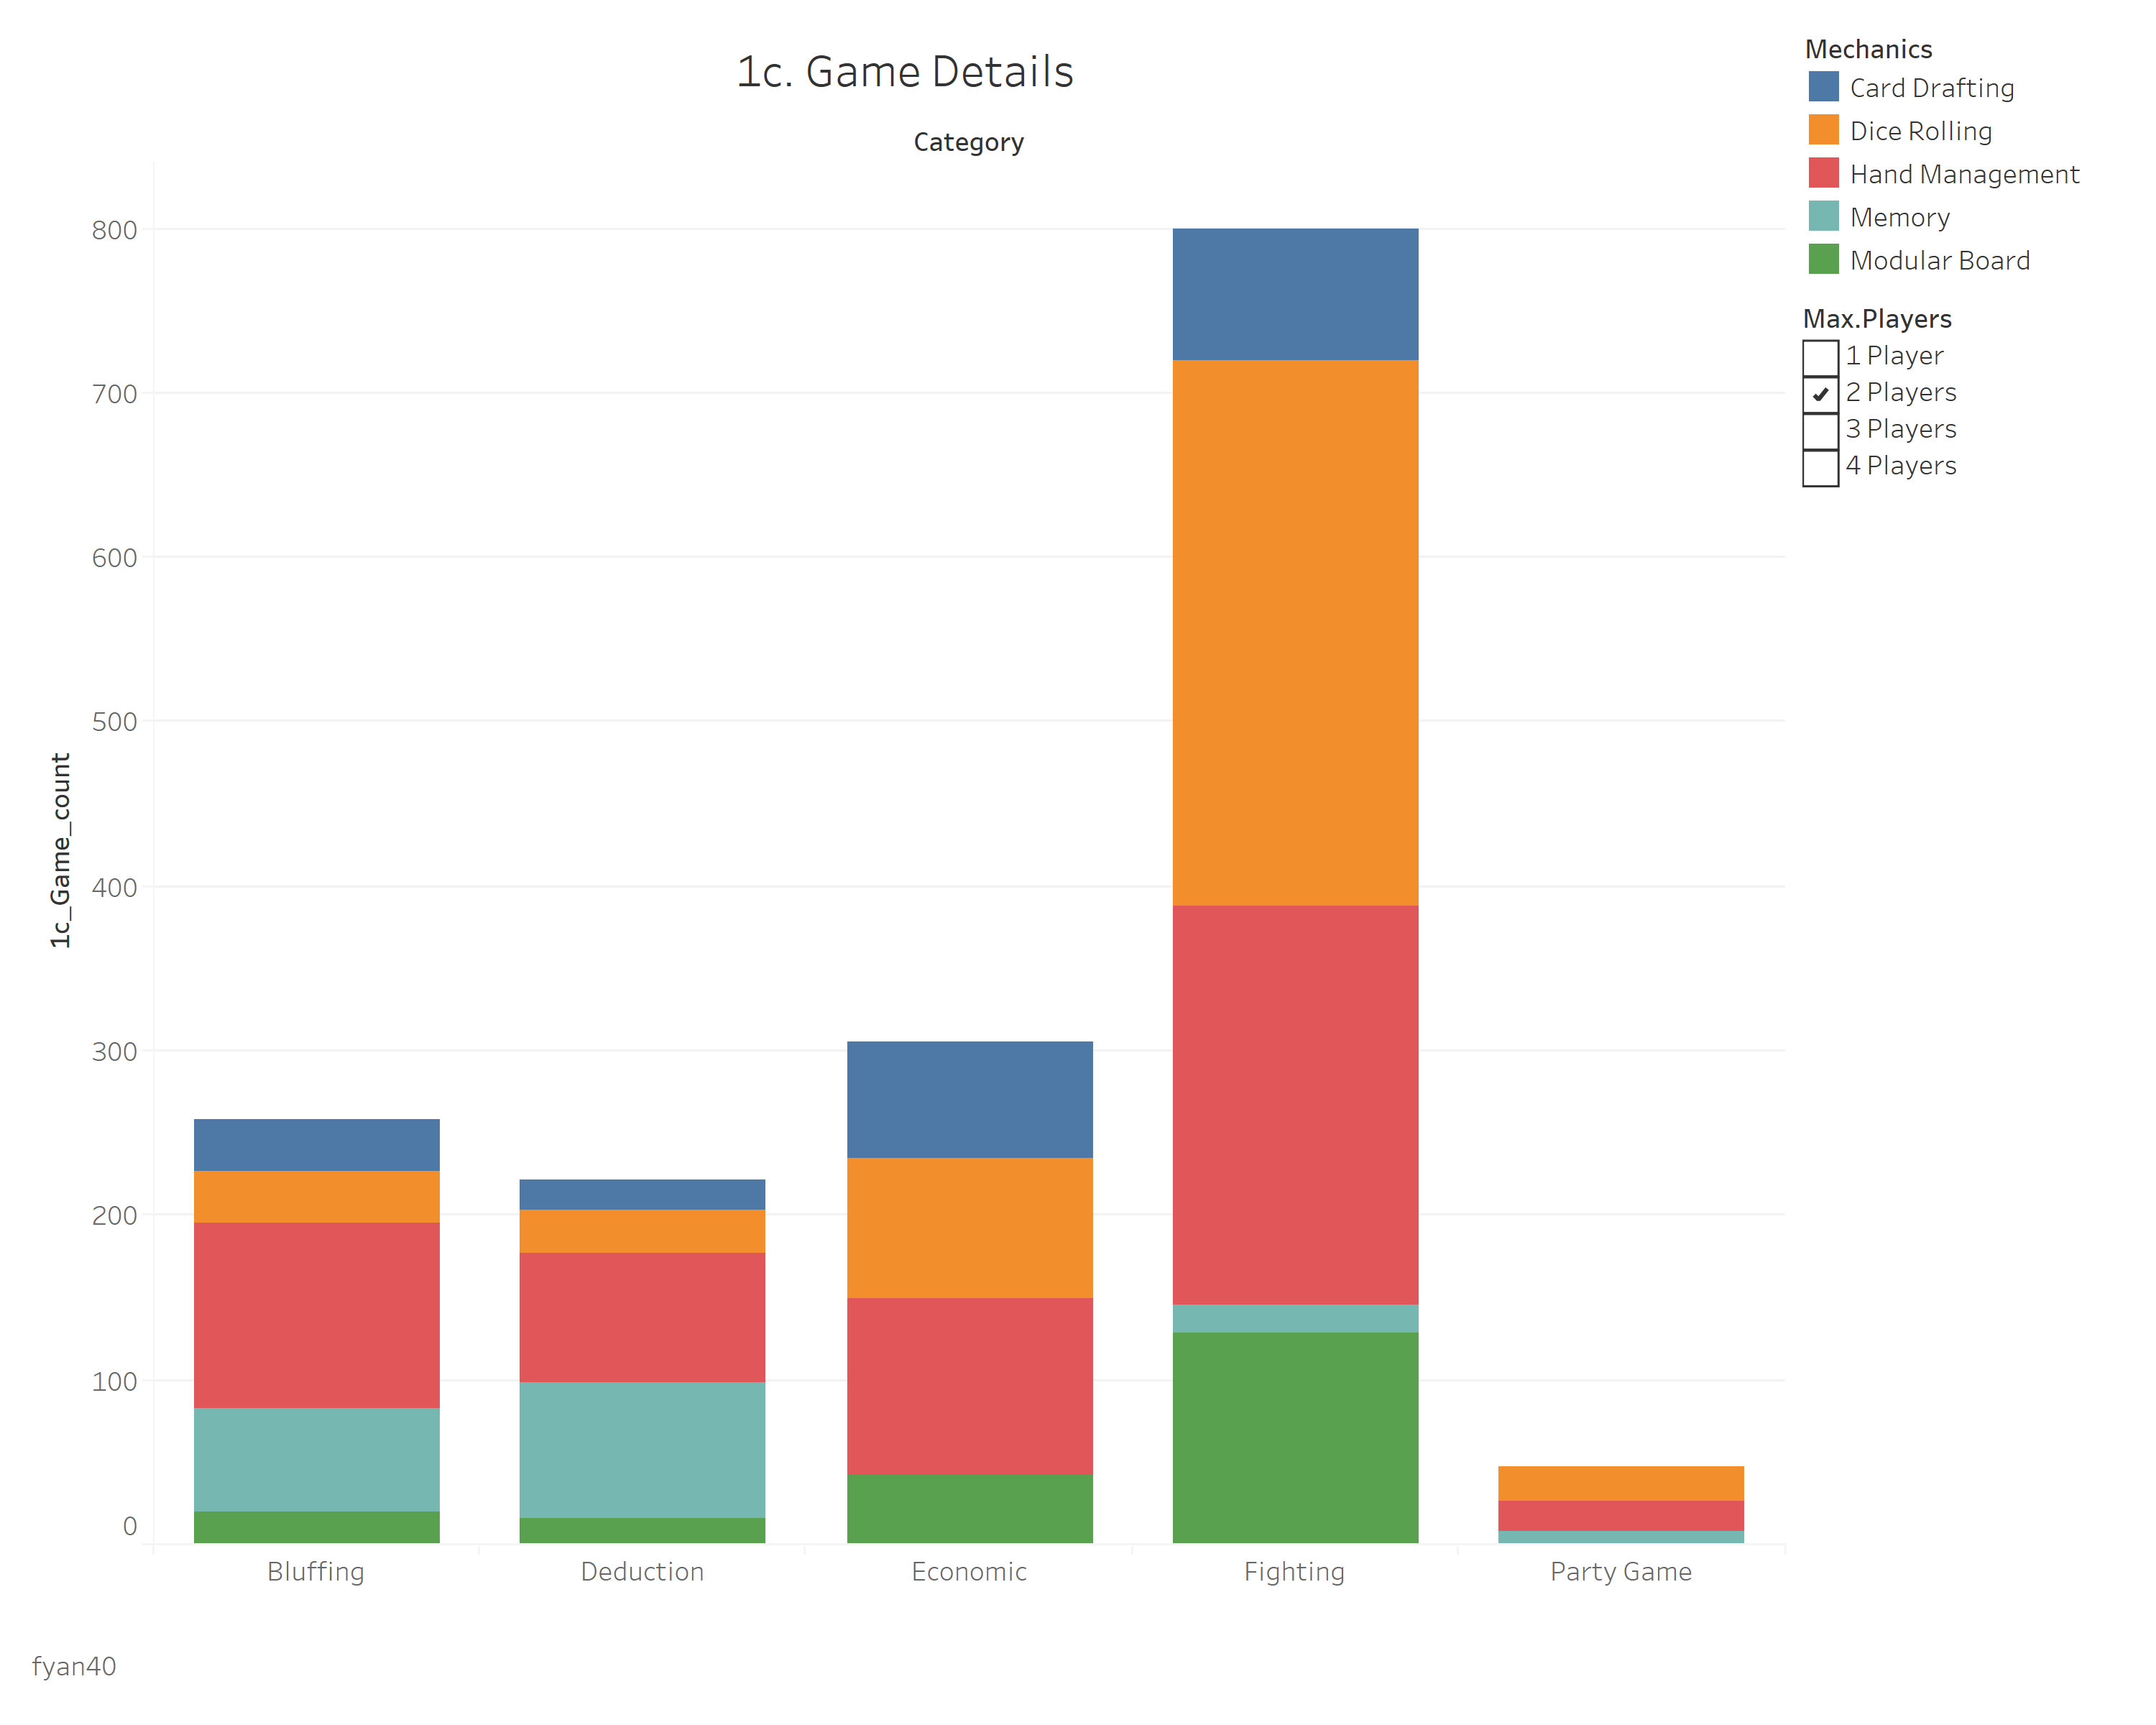 1c. Game Details
Category
800
700
600
500
400
300
200
100
0
1c_Game_count
Bluffing
Deduction
Economic
Fighting
Party Game
Mechanics
Card Drafting
Dice Rolling
Hand Management
Memory
Modular Board
Max.Players
1 Player
2 Players
3 Players
4 Players
fyan40